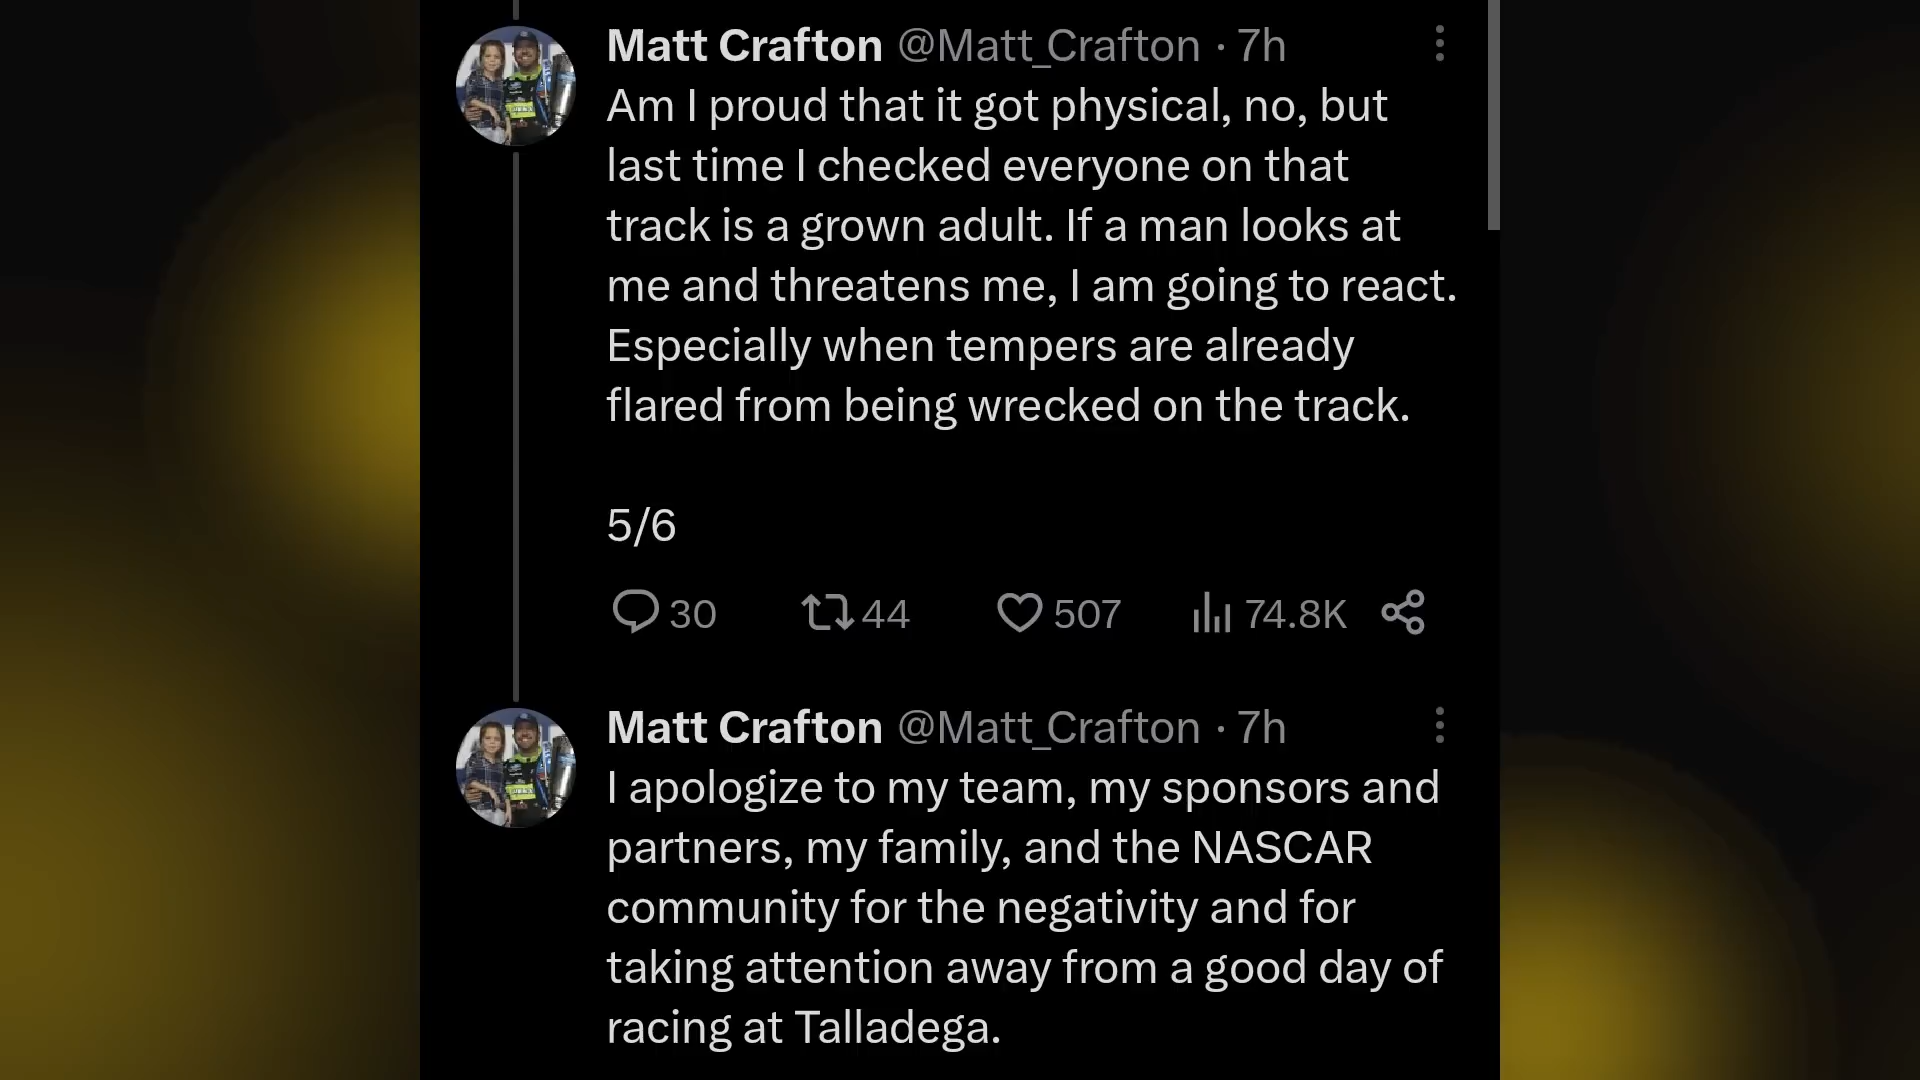 Matt Crafton @Matt_Crafton · 7h
Am I proud that it got physical, no, but
last time I checked everyone on that
track is a grown adult. If a man looks at
me and threatens me, I am going to react.
Especially when tempers are already
flared from being wrecked on the track.
5/6
30 44 507 74.8K
Matt Crafton @Matt_Crafton · 7h
I apologize to my team, my sponsors and
partners, my family, and the NASCAR
community for the negativity and for
taking attention away from a good day of
racing at Talladega.